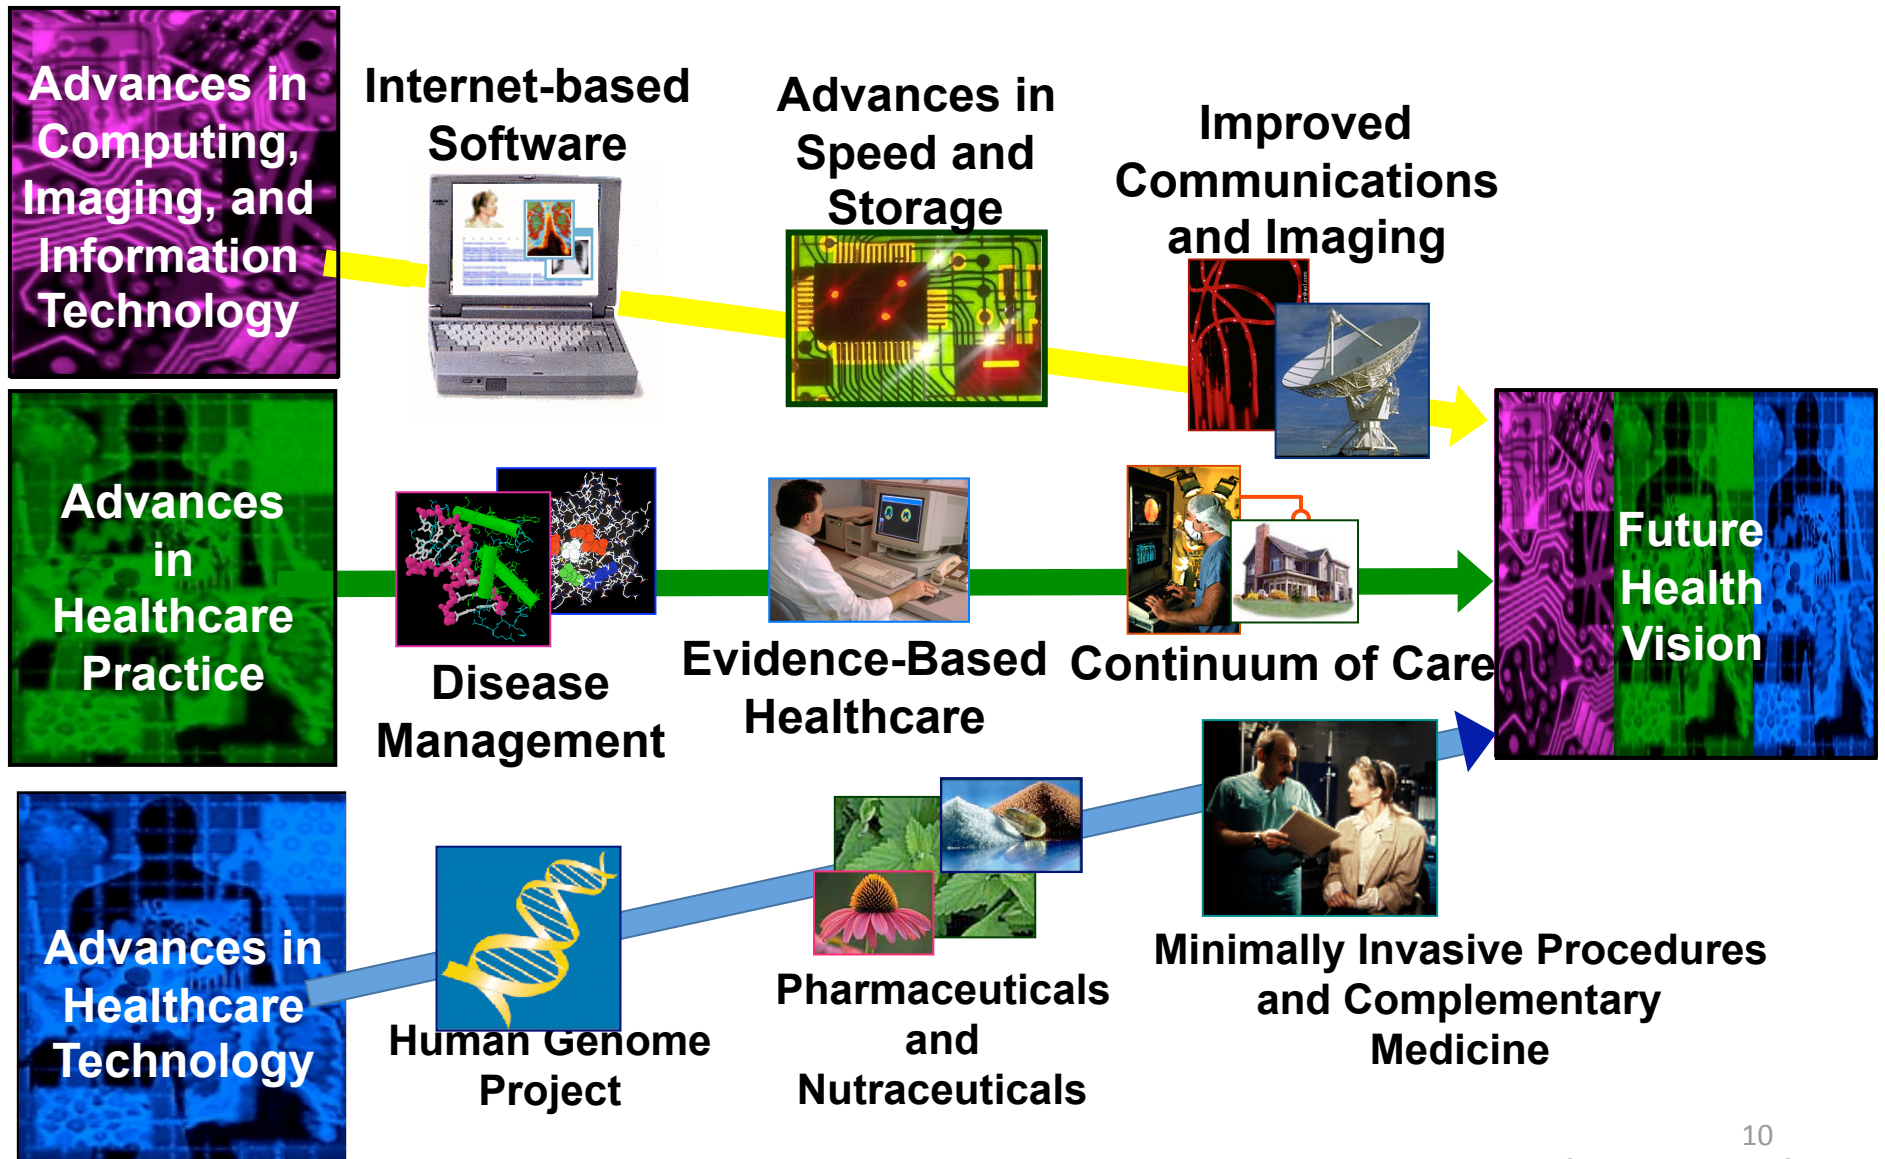 Advances in
Computing,
Imaging, and
Information
Technology
Internet-based
Software
Advances in
Speed and
Storage
Improved
Communications
and Imaging
Advances
in
Healthcare
Practice
Disease
Management
Evidence-Based
Healthcare
Continuum of Care
Future
Health
Vision
Advances in
Healthcare
Technology
Human Genome
Project
Pharmaceuticals
and
Nutraceuticals
Minimally Invasive Procedures
and Complementary
Medicine
10